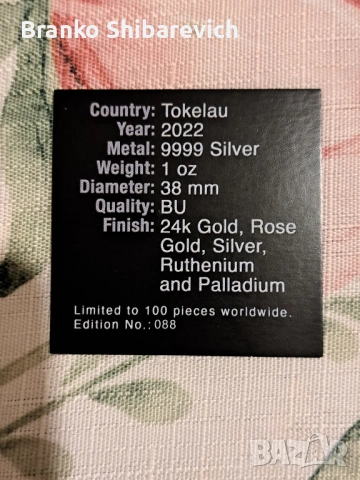 Branko Shibarevich
Country: Tokelau
Year: 2022
Metal: 9999 Silver
Weight: 1 oz
Diameter: 38 mm
Quality: BU
Finish: 24k Gold, Rose
Gold, Silver,
Ruthenium
and Palladium
Limited to 100 pieces worldwide.
Edition No.: 088
BAZAR